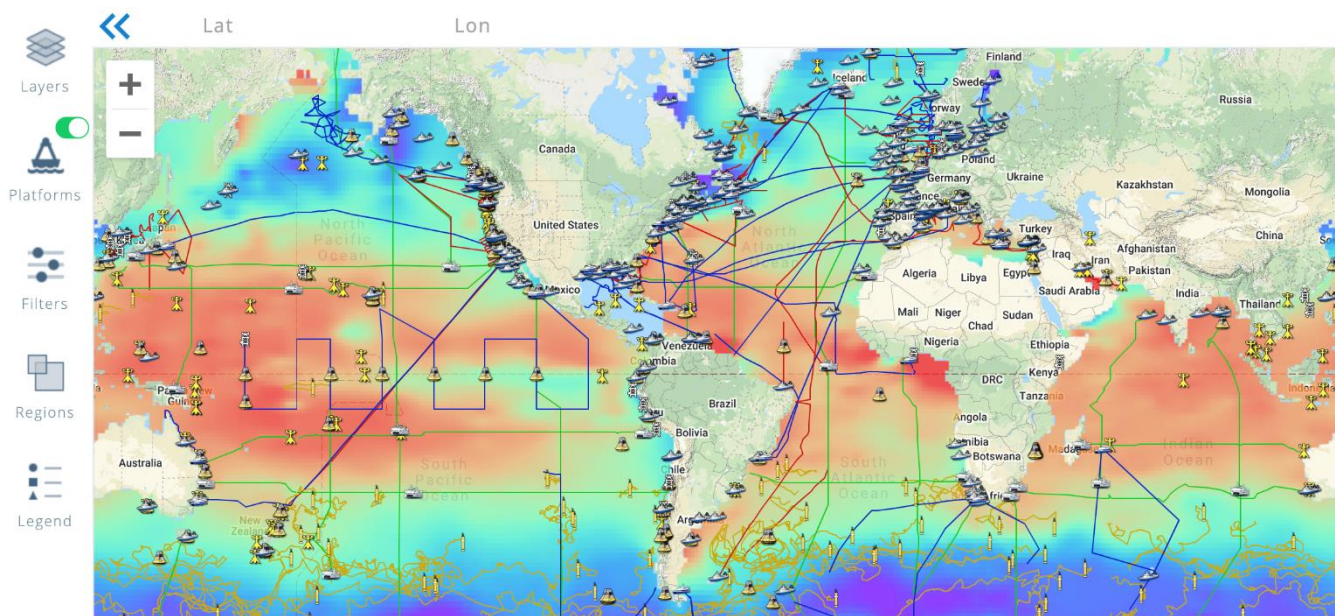 Lat
Lon
Layers
Platforms
Filters
Regions
Legend
+
−
Finland
Iceland
Norway
Russia
Canada
Poland
Ukraine
Germany
Kazakhstan
Mongolia
North
Pacific
Ocean
United States
North
Atlantic
Ocean
Spain
Turkey
Afghanistan
China
Iraq
Iran
Pakistan
Algeria
Libya
Egypt
Saudi Arabia
India
Mexico
Mali
Niger
Chad
Sudan
Thailand
Venezuela
Colombia
Nigeria
Ethiopia
Kenya
DRC
Tanzania
Brazil
Angola
Bolivia
Namibia
Botswana
Indian
Ocean
Australia
South
Pacific
Ocean
Chile
South
Atlantic
Ocean
New
Zealand